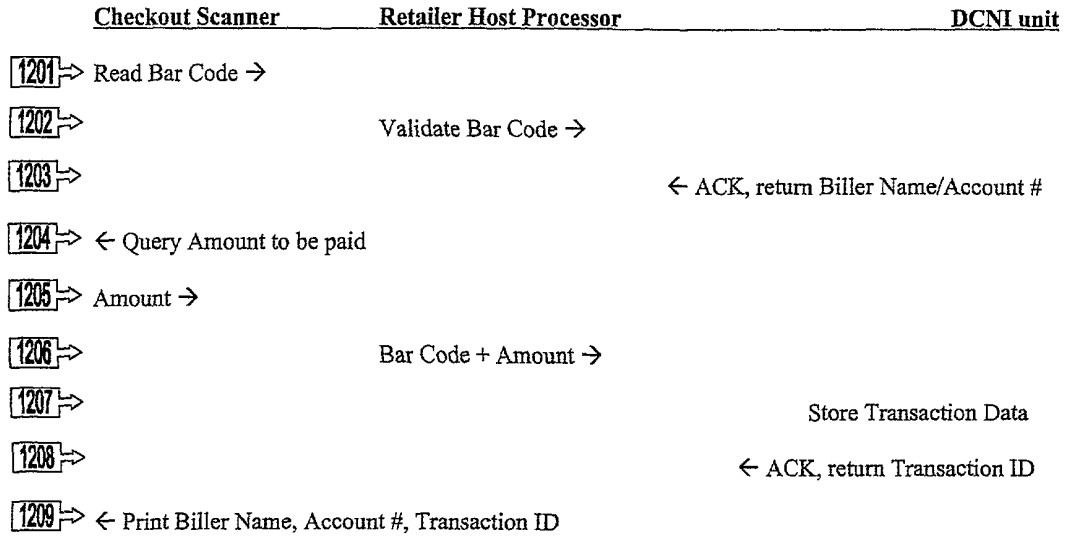 Checkout Scanner Retailer Host Processor DCNI unit
1201 ⇨ Read Bar Code →
1202 ⇨ Validate Bar Code →
1203 ⇨ ← ACK, return Biller Name/Account #
1204 ⇨ ← Query Amount to be paid
1205 ⇨ Amount →
1206 ⇨ Bar Code + Amount →
1207 ⇨ Store Transaction Data
1208 ⇨ ← ACK, return Transaction ID
1209 ⇨ ← Print Biller Name, Account #, Transaction ID